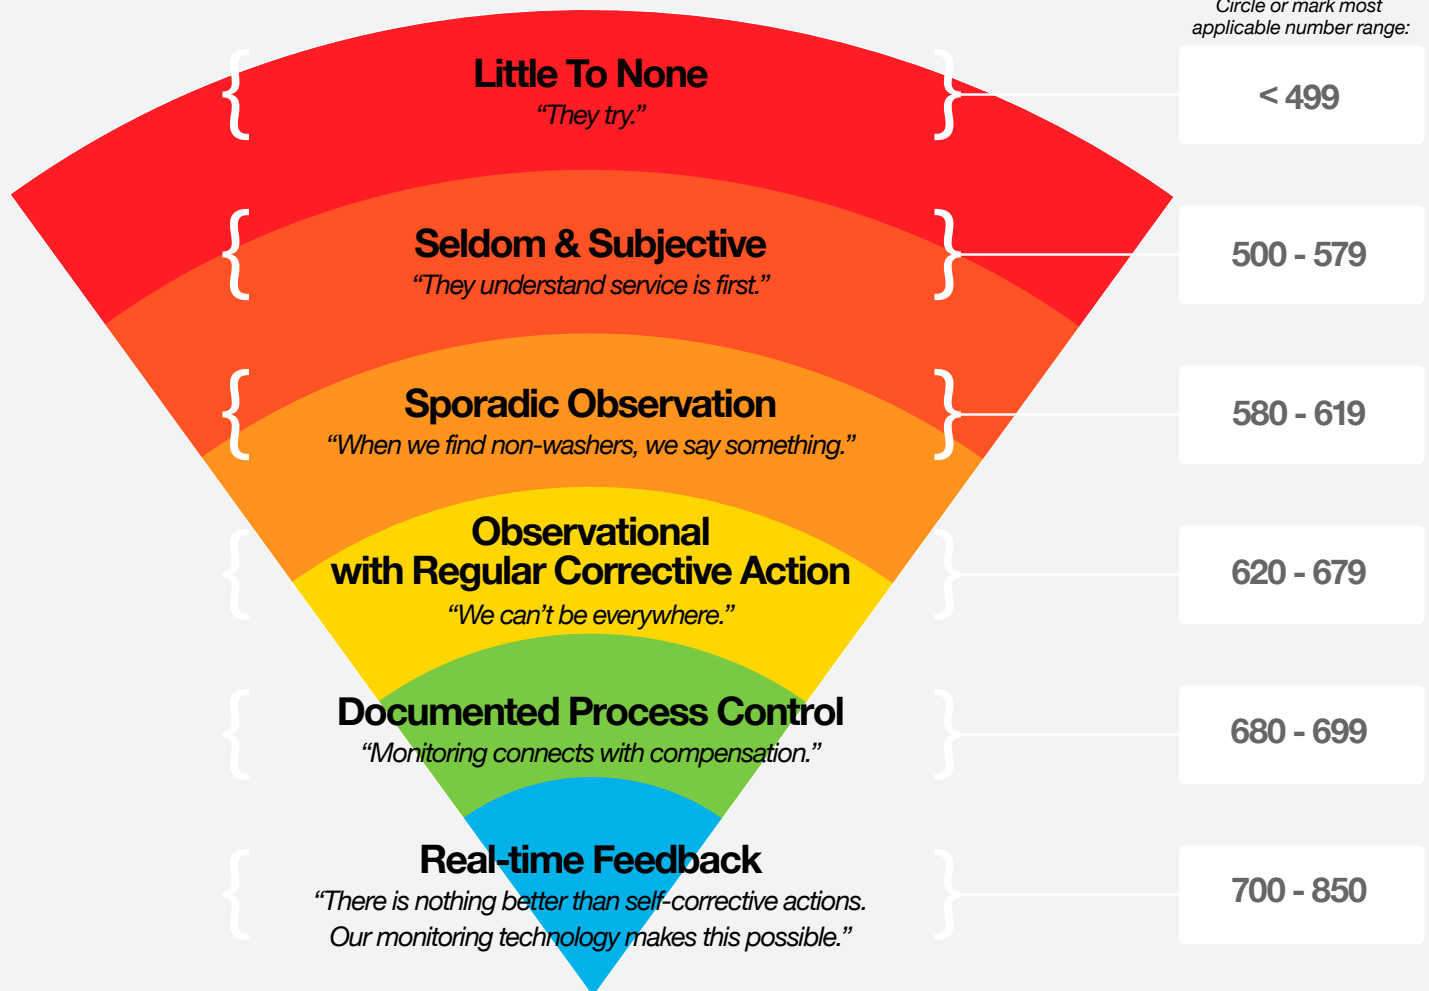 Circle or mark most
applicable number range:
Little To None
“They try.”
< 499
Seldom & Subjective
“They understand service is first.”
500 - 579
Sporadic Observation
“When we find non-washers, we say something.”
580 - 619
Observational
with Regular Corrective Action
“We can’t be everywhere.”
620 - 679
Documented Process Control
“Monitoring connects with compensation.”
680 - 699
Real-time Feedback
“There is nothing better than self-corrective actions.
Our monitoring technology makes this possible.”
700 - 850